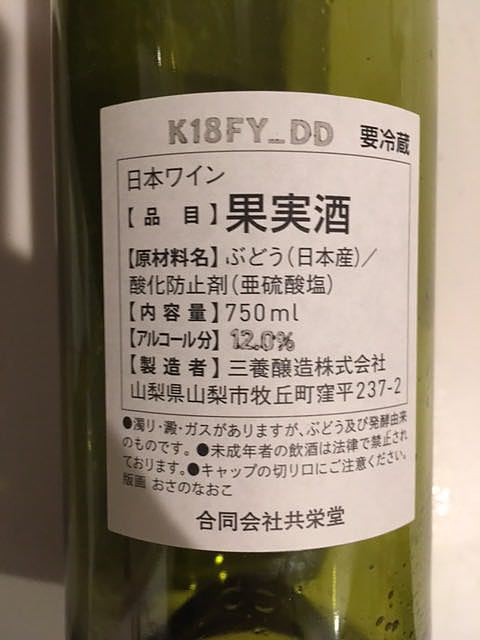 K18FY_DD 要冷蔵
日本ワイン
【品 目】果実酒
【原材料名】ぶどう(日本産)/
酸化防止剤(亜硫酸塩)
【内容量】750ml
【アルコール分】12.0%
【製造者】三養醸造株式会社
山梨県山梨市牧丘町窪平237-2
●濁り・澱・ガスがありますが、ぶどう及び発酵由来
のものです。●未成年者の飲酒は法律で禁止され
ております。●キャップの切り口にご注意ください。
版画 おさのなおこ
合同会社共栄堂